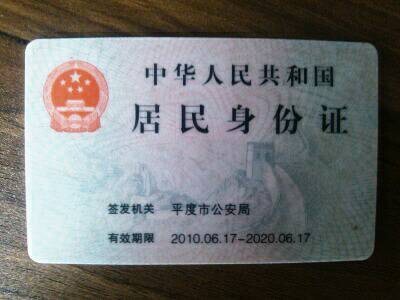 中华人民共和国
居民身份证
签发机关 平度市公安局
有效期限 2010.06.17-2020.06.17